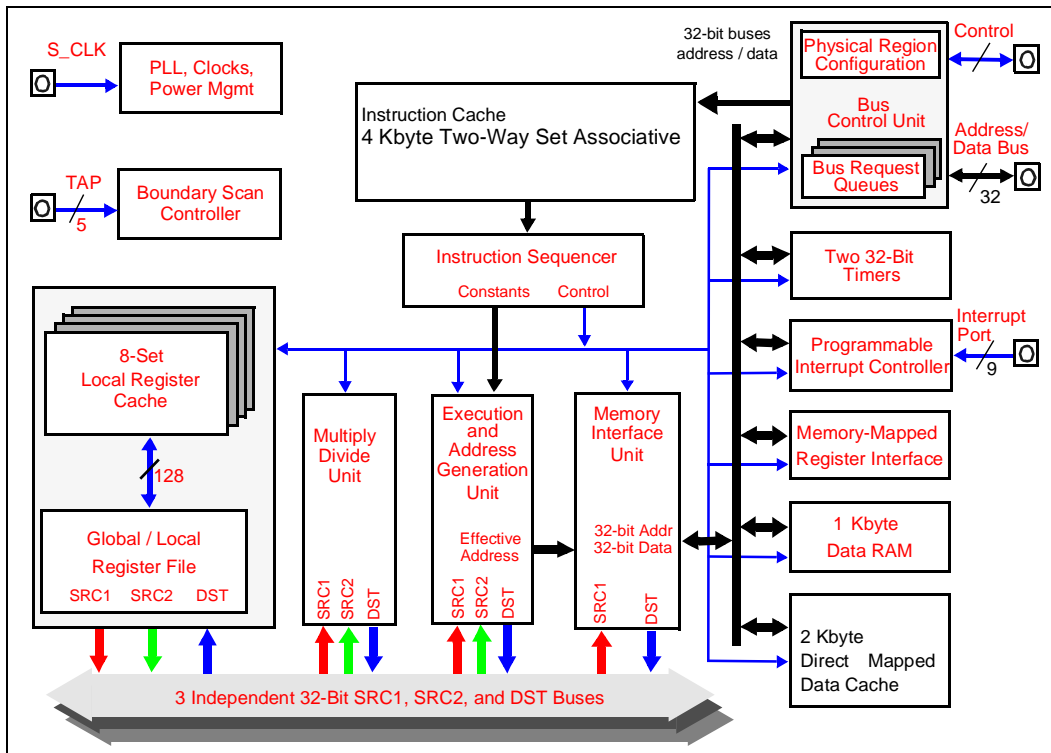 S_CLK
PLL, Clocks,
Power Mgmt
TAP
5
Boundary Scan
Controller
Instruction Cache
4 Kbyte Two-Way Set Associative
32-bit buses
address / data
Physical Region
Configuration
Bus
Control Unit
Bus Request
Queues
Control
Address/
Data Bus
32
Instruction Sequencer
Constants Control
Two 32-Bit
Timers
Programmable
Interrupt Controller
Interrupt
Port
9
Memory-Mapped
Register Interface
1 Kbyte
Data RAM
2 Kbyte
Direct Mapped
Data Cache
8-Set
Local Register
Cache
128
Global / Local
Register File
SRC1 SRC2 DST
Multiply
Divide Unit
SRC1
SRC2
DST
Execution
and
Address
Generation
Unit
Effective
Address
SRC1
SRC2
DST
Memory
Interface
Unit
32-bit Addr
32-bit Data
SRC1
DST
3 Independent 32-Bit SRC1, SRC2, and DST Buses